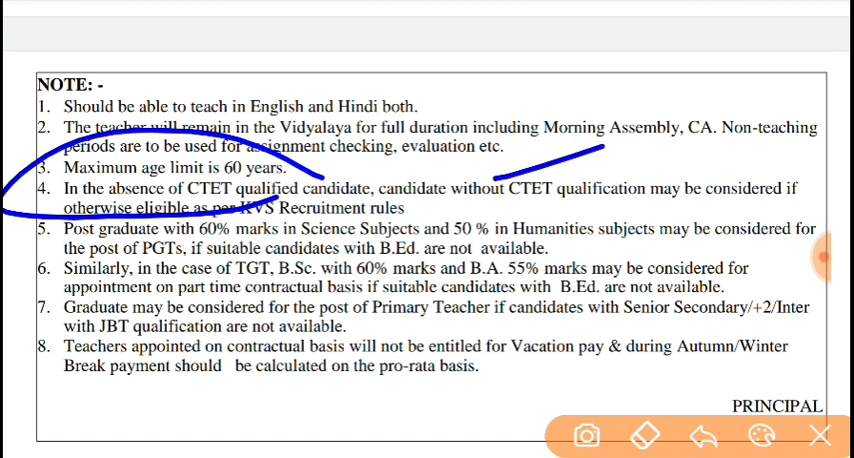 NOTE: -
1. Should be able to teach in English and Hindi both.
2. The teacher will remain in the Vidyalaya for full duration including Morning Assembly, CA. Non-teaching
periods are to be used for assignment checking, evaluation etc.
3. Maximum age limit is 60 years.
4. In the absence of CTET qualified candidate, candidate without CTET qualification may be considered if
otherwise eligible as per KVS Recruitment rules
5. Post graduate with 60% marks in Science Subjects and 50 % in Humanities subjects may be considered for
the post of PGTs, if suitable candidates with B.Ed. are not available.
6. Similarly, in the case of TGT, B.Sc. with 60% marks and B.A. 55% marks may be considered for
appointment on part time contractual basis if suitable candidates with B.Ed. are not available.
7. Graduate may be considered for the post of Primary Teacher if candidates with Senior Secondary/+2/Inter
with JBT qualification are not available.
8. Teachers appointed on contractual basis will not be entitled for Vacation pay & during Autumn/Winter
Break payment should be calculated on the pro-rata basis.
PRINCIPAL